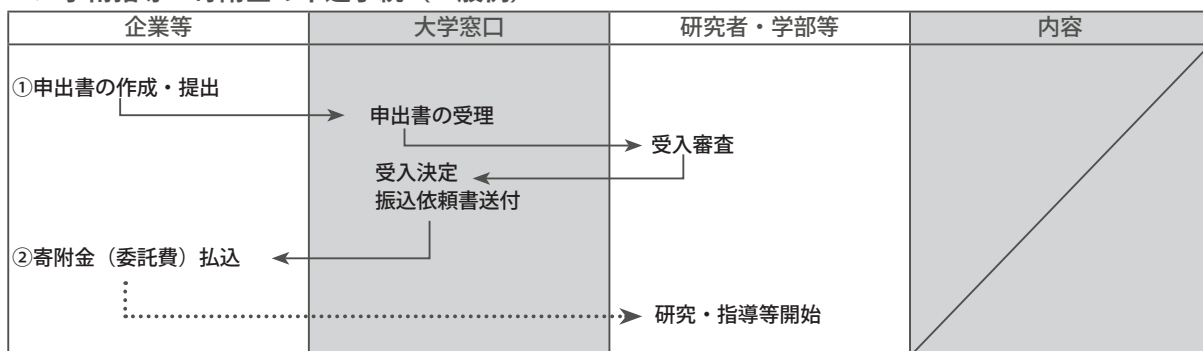 企業等 大学窓口 研究者・学部等 内容
①申出書の作成・提出
申出書の受理
受入審査
受入決定
振込依頼書送付
②寄附金（委託費）払込
研究・指導等開始